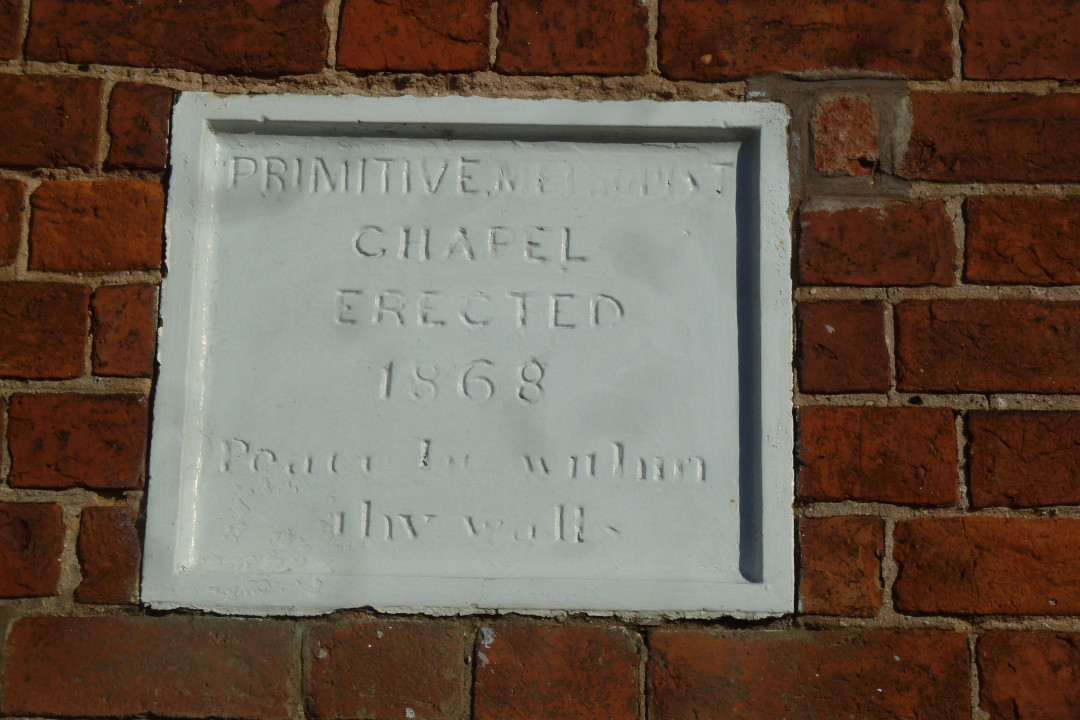 PRIMITIVE METHODIST
CHAPEL
ERECTED
1868
Peace be within
thy walls